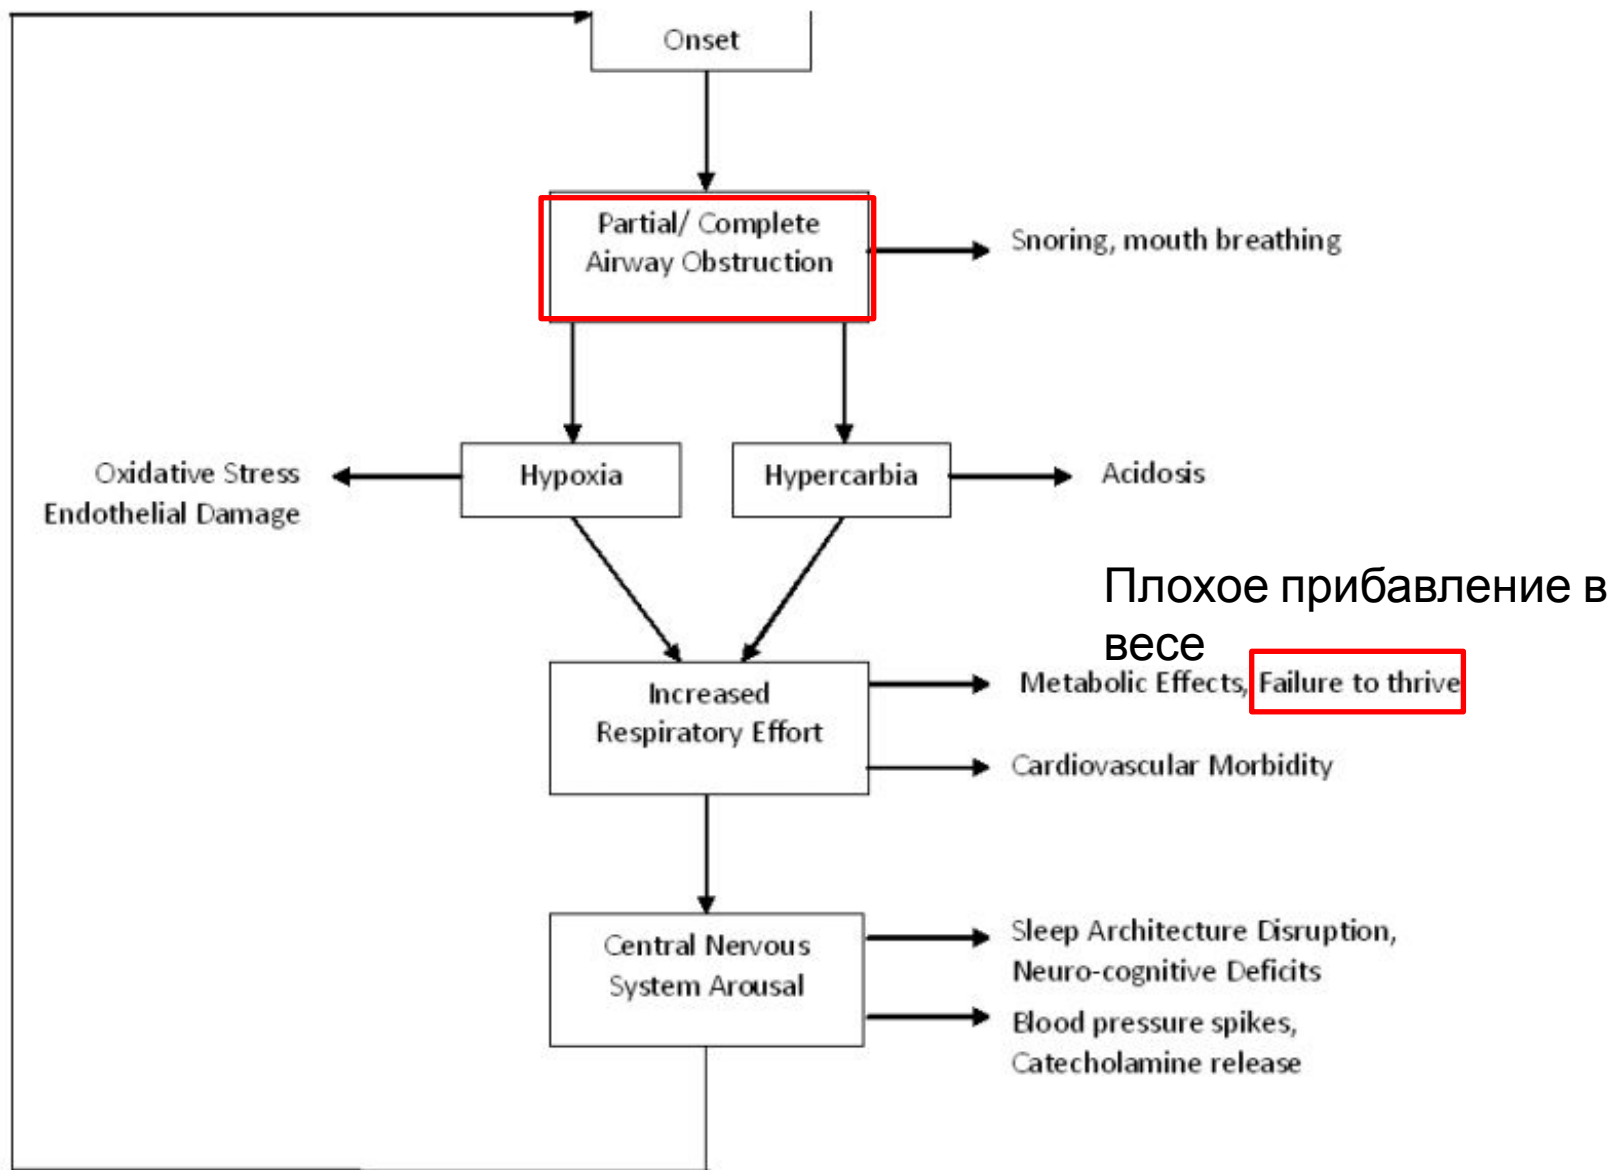 Onset
Partial/ Complete
Airway Obstruction
Snoring, mouth breathing
Oxidative Stress
Endothelial Damage
Hypoxia
Hypercarbia
Acidosis
Плохое прибавление в
весе
Increased
Respiratory Effort
Metabolic Effects, Failure to thrive
Cardiovascular Morbidity
Central Nervous
System Arousal
Sleep Architecture Disruption,
Neuro-cognitive Deficits
Blood pressure spikes,
Catecholamine release